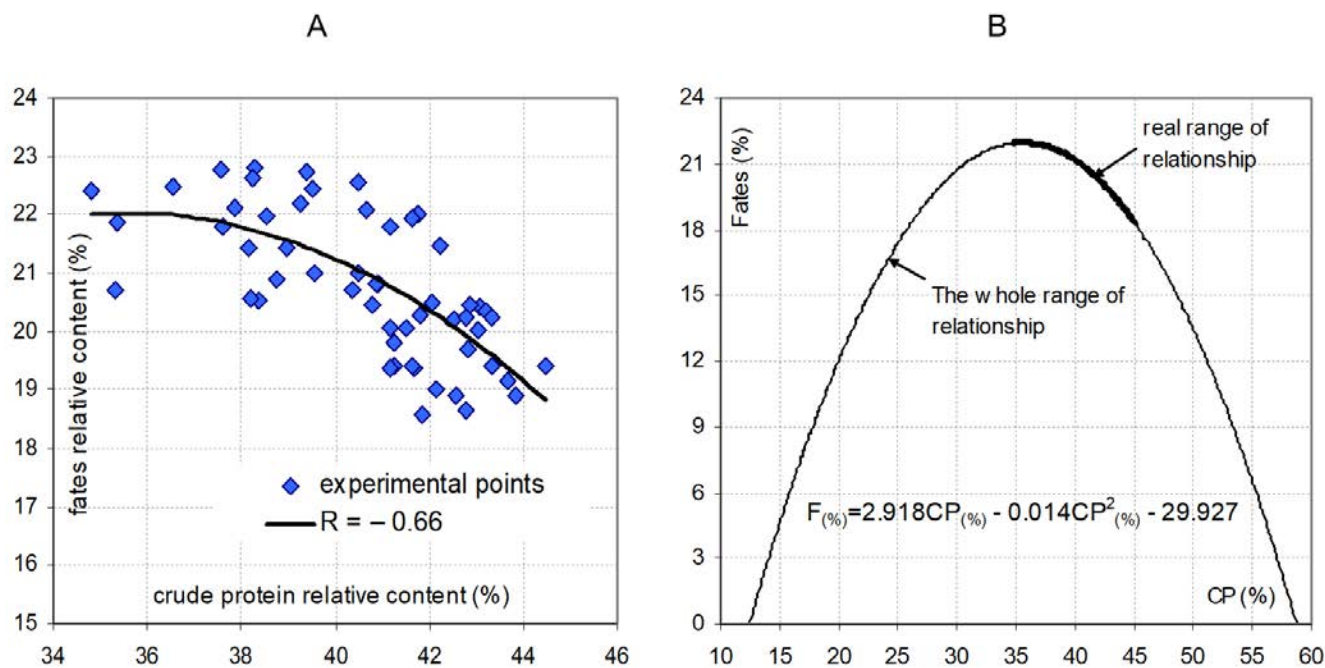 A
24
23
22
21
20
19
18
17
16
15
fates relative content (%)
experimental points
R = – 0.66
crude protein relative content (%)
34 36 38 40 42 44 46
B
24
21
18
15
12
9
6
3
0
Fates (%)
real range of
relationship
The whole range of
relationship
F(%)=2.918CP(%) - 0.014CP²(%) - 29.927
CP (%)
10 15 20 25 30 35 40 45 50 55 60